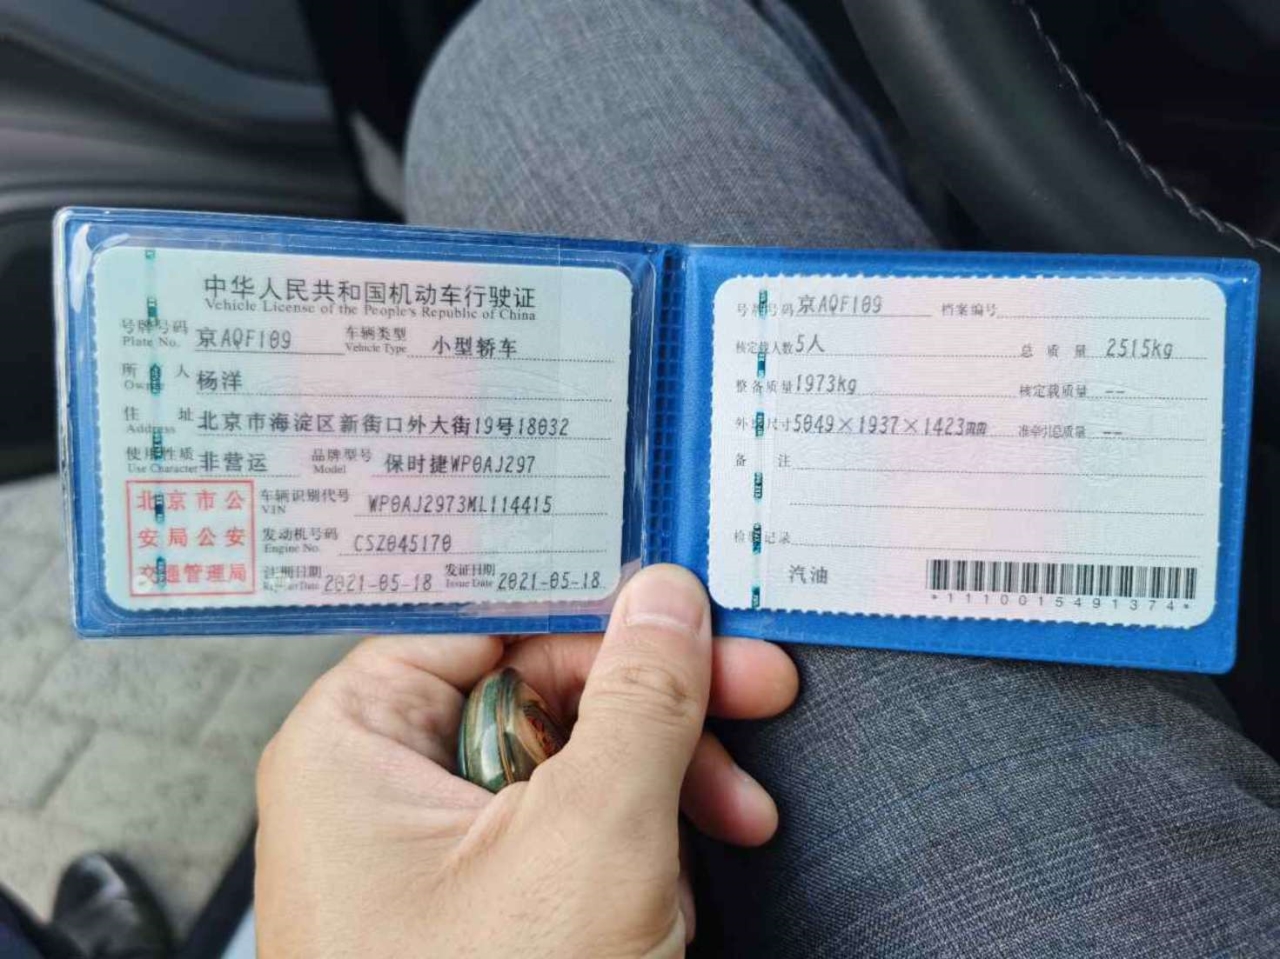 中华人民共和国机动车行驶证
Vehicle License of the People's Republic of China
号牌号码 京AQF109 车辆类型 小型轿车
Plate No. Vehicle Type
所 人 杨洋
Owner
住 址 北京市海淀区新街口外大街19号18032
Address
使用性质 非营运 品牌型号 保时捷WP0AJ297
Use Character Model
北京市公
安局公安
交通管理局
车辆识别代号 WP0AJ2973ML114415
VIN
发动机号码 CSZ045170
Engine No.
注册日期 2021-05-18 发证日期 2021-05-18
Issue Date
号牌号码 京AQF109 档案编号
核定载人数 5人 总 质 量 2515kg
整备质量 1973kg 核定载质量 --
外 尺寸 5049×1937×1423 准牵引总质量 --
备 注
检验记录
汽油
*1110015491374*